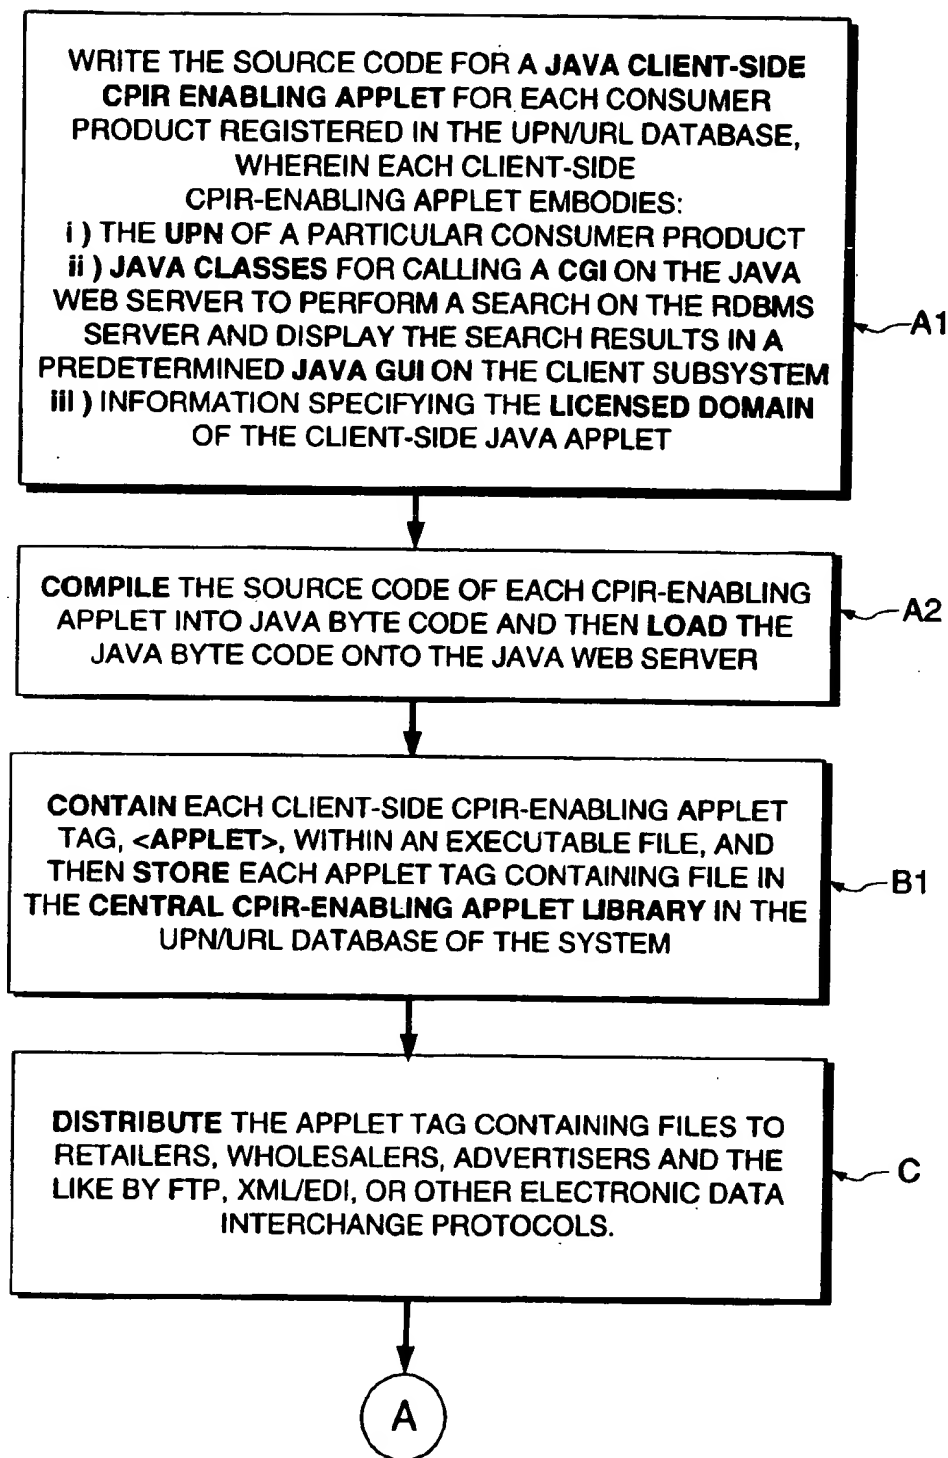 WRITE THE SOURCE CODE FOR A JAVA CLIENT-SIDE
CPIR ENABLING APPLET FOR EACH CONSUMER
PRODUCT REGISTERED IN THE UPN/URL DATABASE,
WHEREIN EACH CLIENT-SIDE
CPIR-ENABLING APPLET EMBODIES:
i ) THE UPN OF A PARTICULAR CONSUMER PRODUCT
ii ) JAVA CLASSES FOR CALLING A CGI ON THE JAVA
WEB SERVER TO PERFORM A SEARCH ON THE RDBMS
SERVER AND DISPLAY THE SEARCH RESULTS IN A
PREDETERMINED JAVA GUI ON THE CLIENT SUBSYSTEM
iii ) INFORMATION SPECIFYING THE LICENSED DOMAIN
OF THE CLIENT-SIDE JAVA APPLET
A1
COMPILE THE SOURCE CODE OF EACH CPIR-ENABLING
APPLET INTO JAVA BYTE CODE AND THEN LOAD THE
JAVA BYTE CODE ONTO THE JAVA WEB SERVER
A2
CONTAIN EACH CLIENT-SIDE CPIR-ENABLING APPLET
TAG, <APPLET>, WITHIN AN EXECUTABLE FILE, AND
THEN STORE EACH APPLET TAG CONTAINING FILE IN
THE CENTRAL CPIR-ENABLING APPLET LIBRARY IN THE
UPN/URL DATABASE OF THE SYSTEM
B1
DISTRIBUTE THE APPLET TAG CONTAINING FILES TO
RETAILERS, WHOLESALERS, ADVERTISERS AND THE
LIKE BY FTP, XML/EDI, OR OTHER ELECTRONIC DATA
INTERCHANGE PROTOCOLS.
C
A